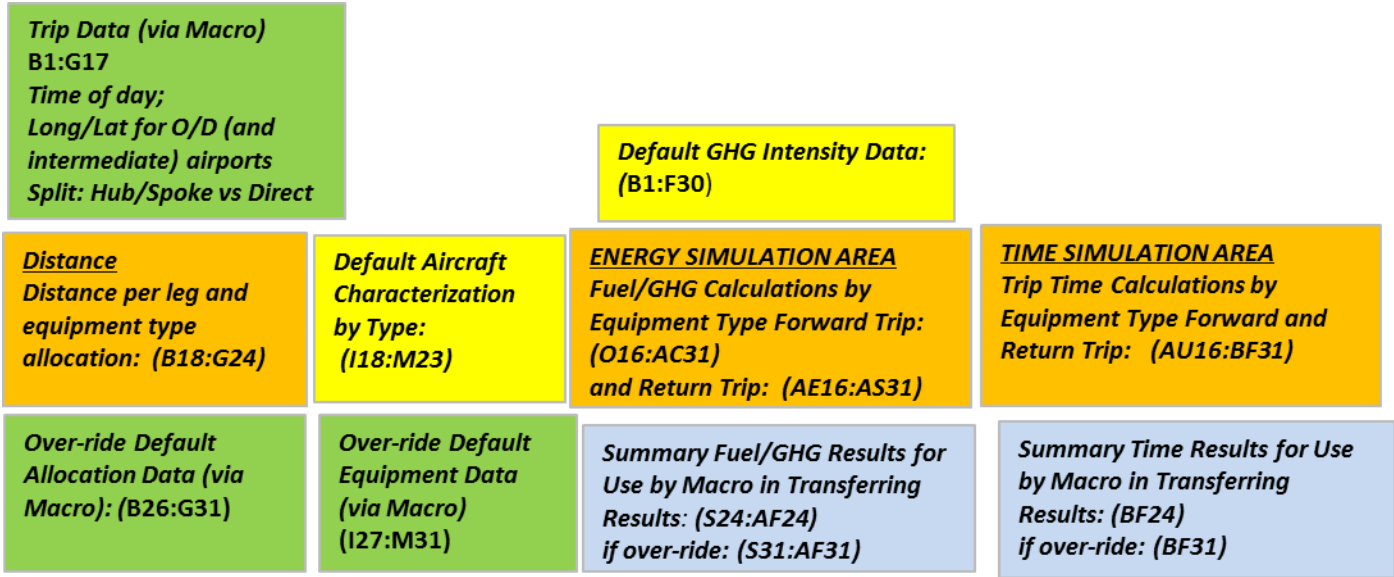 Trip Data (via Macro)
B1:G17
Time of day;
Long/Lat for O/D (and
intermediate) airports
Split: Hub/Spoke vs Direct
Default GHG Intensity Data:
(B1:F30)
Distance
Distance per leg and
equipment type
allocation: (B18:G24)
Default Aircraft
Characterization
by Type:
(I18:M23)
ENERGY SIMULATION AREA
Fuel/GHG Calculations by
Equipment Type Forward Trip:
(O16:AC31)
and Return Trip: (AE16:AS31)
TIME SIMULATION AREA
Trip Time Calculations by
Equipment Type Forward and
Return Trip: (AU16:BF31)
Over-ride Default
Allocation Data (via
Macro): (B26:G31)
Over-ride Default
Equipment Data
(via Macro)
(I27:M31)
Summary Fuel/GHG Results for
Use by Macro in Transferring
Results: (S24:AF24)
if over-ride: (S31:AF31)
Summary Time Results for Use
by Macro in Transferring
Results: (BF24)
if over-ride: (BF31)